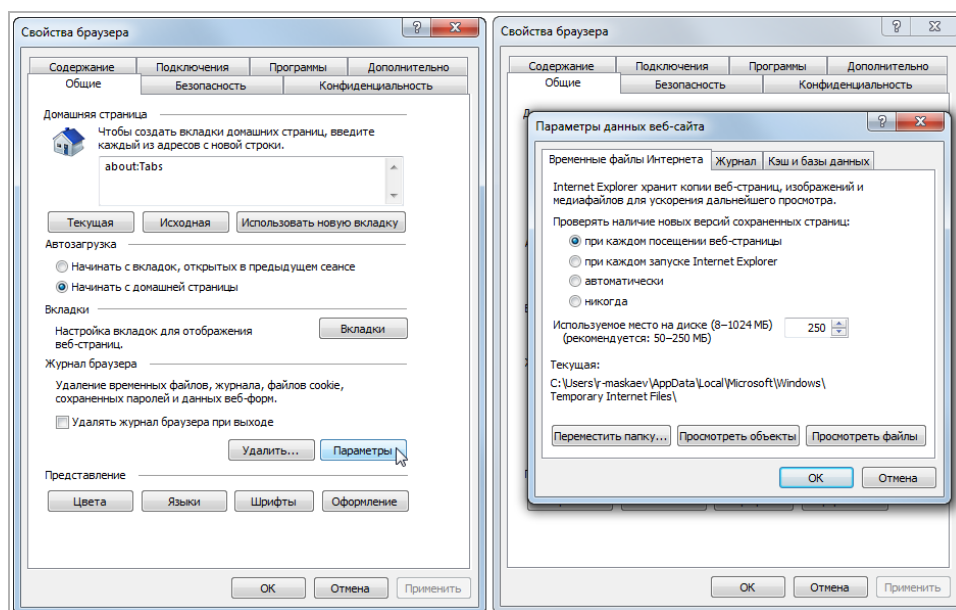 Свойства браузера
Содержание Подключения Программы Дополнительно
Общие Безопасность Конфиденциальность
Домашняя страница
Чтобы создать вкладки домашних страниц, введите
каждый из адресов с новой строки.
about:Tabs
Текущая Исходная Использовать новую вкладку
Автозагрузка
Начинать с вкладок, открытых в предыдущем сеансе
Начинать с домашней страницы
Вкладки
Настройка вкладок для отображения
веб-страниц.
Вкладки
Журнал браузера
Удаление временных файлов, журнала, файлов cookie,
сохраненных паролей и данных веб-форм.
Удалять журнал браузера при выходе
Удалить... Параметры
Представление
Цвета Языки Шрифты Оформление
ОК Отмена Применить
Свойства браузера
Содержание Подключения Программы Дополнительно
Общие Безопасность Конфиденциальность
Параметры данных веб-сайта
Временные файлы Интернета Журнал Кэш и базы данных
Internet Explorer хранит копии веб-страниц, изображений и
медиафайлов для ускорения дальнейшего просмотра.
Проверять наличие новых версий сохраненных страниц:
при каждом посещении веб-страницы
при каждом запуске Internet Explorer
автоматически
никогда
Используемое место на диске (8–1024 МБ)
(рекомендуется: 50–250 МБ)
250
Текущая:
C:\Users\r-maskaev\AppData\Local\Microsoft\Windows\
Temporary Internet Files\
Переместить папку... Просмотреть объекты Просмотреть файлы
ОК Отмена
ОК Отмена Применить